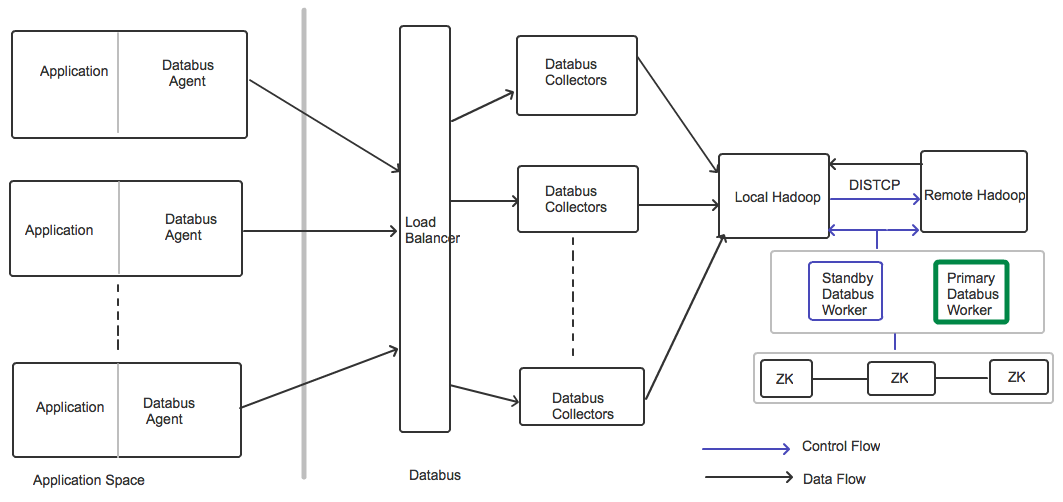 Application
Databus
Agent
Application
Databus
Agent
Application
Databus
Agent
Application Space
Load
Balancer
Databus
Databus
Collectors
Databus
Collectors
Databus
Collectors
Local Hadoop
DISTCP
Remote Hadoop
Standby
Databus
Worker
Primary
Databus
Worker
ZK
ZK
ZK
Control Flow
Data Flow